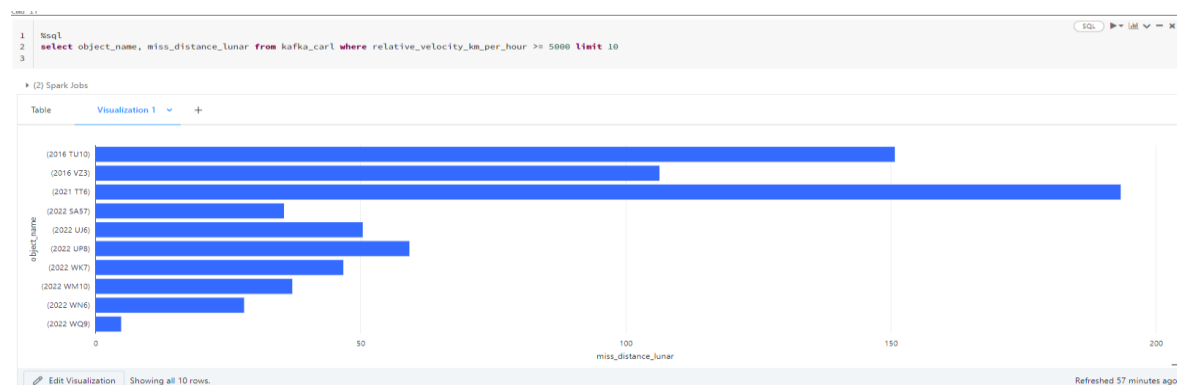 Cmd 17
SQL
1 %sql
2 select object_name, miss_distance_lunar from kafka_carl where relative_velocity_km_per_hour >= 5000 limit 10
3
(2) Spark Jobs
Table Visualization 1 +
(2016 TU10)
(2016 VZ3)
(2021 TT6)
(2022 SA57)
(2022 UJ6)
(2022 UP8)
(2022 WK7)
(2022 WM10)
(2022 WN6)
(2022 WQ9)
object_name
0 50 100 150 200
miss_distance_lunar
Edit Visualization Showing all 10 rows. Refreshed 57 minutes ago